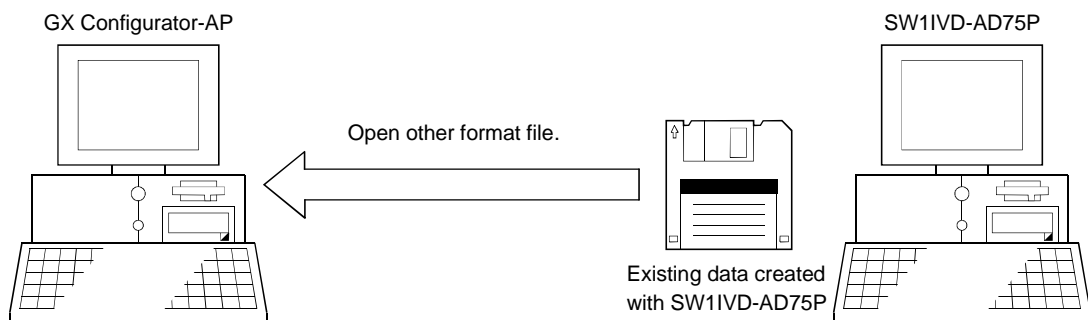 GX Configurator-AP
SW1IVD-AD75P
Open other format file.
Existing data created
with SW1IVD-AD75P